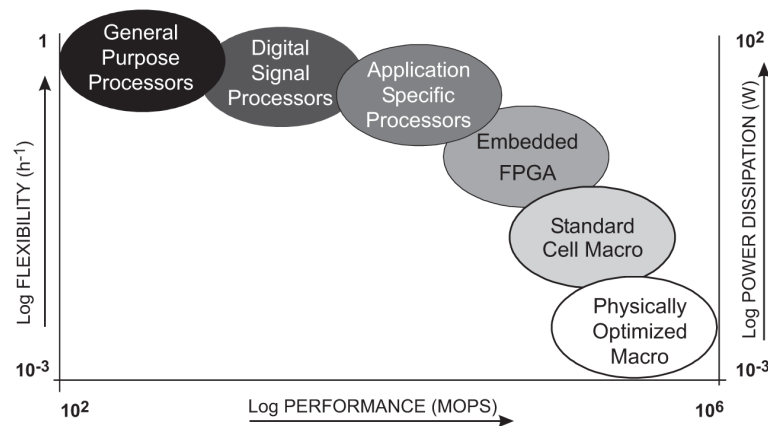 1
Log FLEXIBILITY (h⁻¹)
10⁻³
General
Purpose
Processors
Digital
Signal
Processors
Application
Specific
Processors
Embedded
FPGA
Standard
Cell Macro
Physically
Optimized
Macro
10²
Log POWER DISSIPATION (W)
10⁻³
10²
Log PERFORMANCE (MOPS)
10⁶